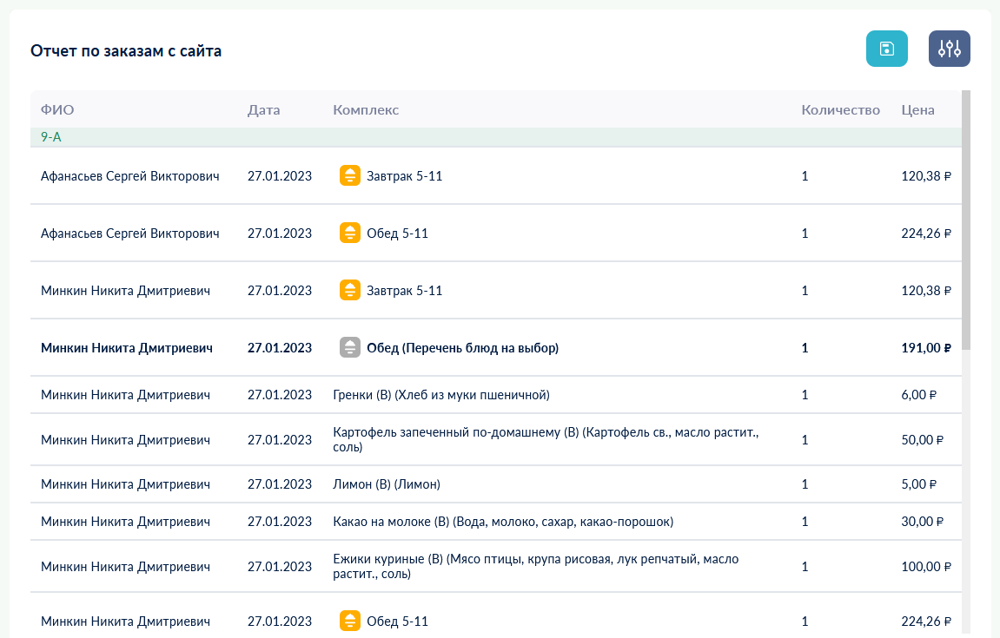 Отчет по заказам с сайта
ФИО Дата Комплекс Количество Цена
9-А
Афанасьев Сергей Викторович 27.01.2023 Завтрак 5-11 1 120,38 ₽
Афанасьев Сергей Викторович 27.01.2023 Обед 5-11 1 224,26 ₽
Минкин Никита Дмитриевич 27.01.2023 Завтрак 5-11 1 120,38 ₽
Минкин Никита Дмитриевич 27.01.2023 Обед (Перечень блюд на выбор) 1 191,00 ₽
Минкин Никита Дмитриевич 27.01.2023 Гренки (В) (Хлеб из муки пшеничной) 1 6,00 ₽
Минкин Никита Дмитриевич 27.01.2023 Картофель запеченный по-домашнему (В) (Картофель св., масло растит.,
соль) 1 50,00 ₽
Минкин Никита Дмитриевич 27.01.2023 Лимон (В) (Лимон) 1 5,00 ₽
Минкин Никита Дмитриевич 27.01.2023 Какао на молоке (В) (Вода, молоко, сахар, какао-порошок) 1 30,00 ₽
Минкин Никита Дмитриевич 27.01.2023 Ежики куриные (В) (Мясо птицы, крупа рисовая, лук репчатый, масло
растит., соль) 1 100,00 ₽
Минкин Никита Дмитриевич 27.01.2023 Обед 5-11 1 224,26 ₽